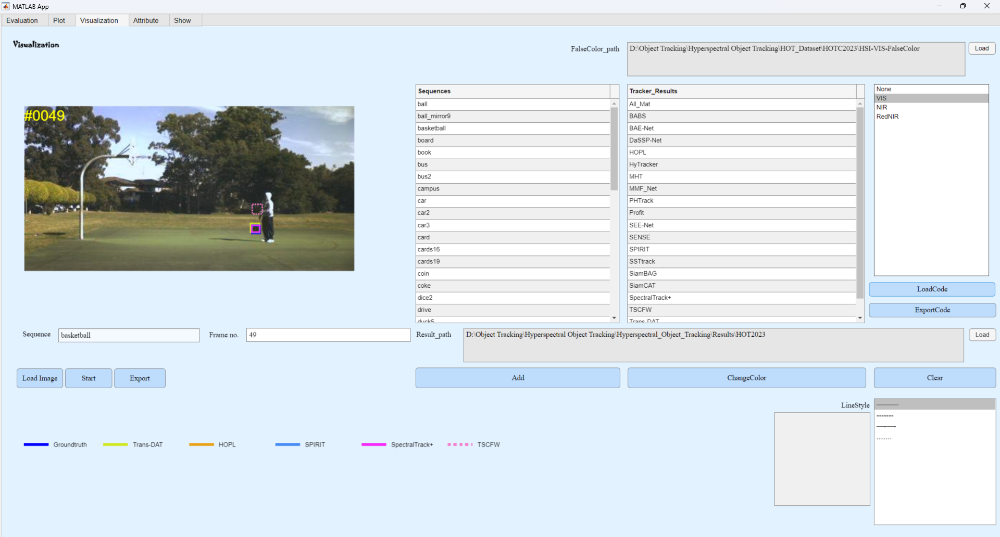 MATLAB App
Evaluation
Plot
Visualization
Attribute
Show
Visualization
FalseColor_path
D:\Object Tracking\Hyperspectral Object Tracking\HOT_Dataset\HOTC2023\HSI-VIS-FalseColor
Load
#0049
Sequences
ball
ball_mirror9
basketball
board
book
bus
bus2
campus
car
car2
car3
card
cards16
cards19
coin
coke
dice2
drive
duck5
Tracker_Results
All_Mat
BABS
BAE-Net
DaSSP-Net
HOPL
HyTracker
MHT
MMF_Net
PHTrack
Profit
SEE-Net
SENSE
SPIRIT
SSTtrack
SiamBAG
SiamCAT
SpectralTrack+
TSCFW
Trans-DAT
None
VIS
NIR
RedNIR
LoadCode
ExportCode
Sequence
basketball
Frame no.
49
Result_path
D:\Object Tracking\Hyperspectral Object Tracking\Hyperspectral_Object_Tracking\Results\HOT2023
Load
Load Image
Start
Export
Add
ChangeColor
Clear
LineStyle
Groundtruth
Trans-DAT
HOPL
SPIRIT
SpectralTrack+
TSCFW